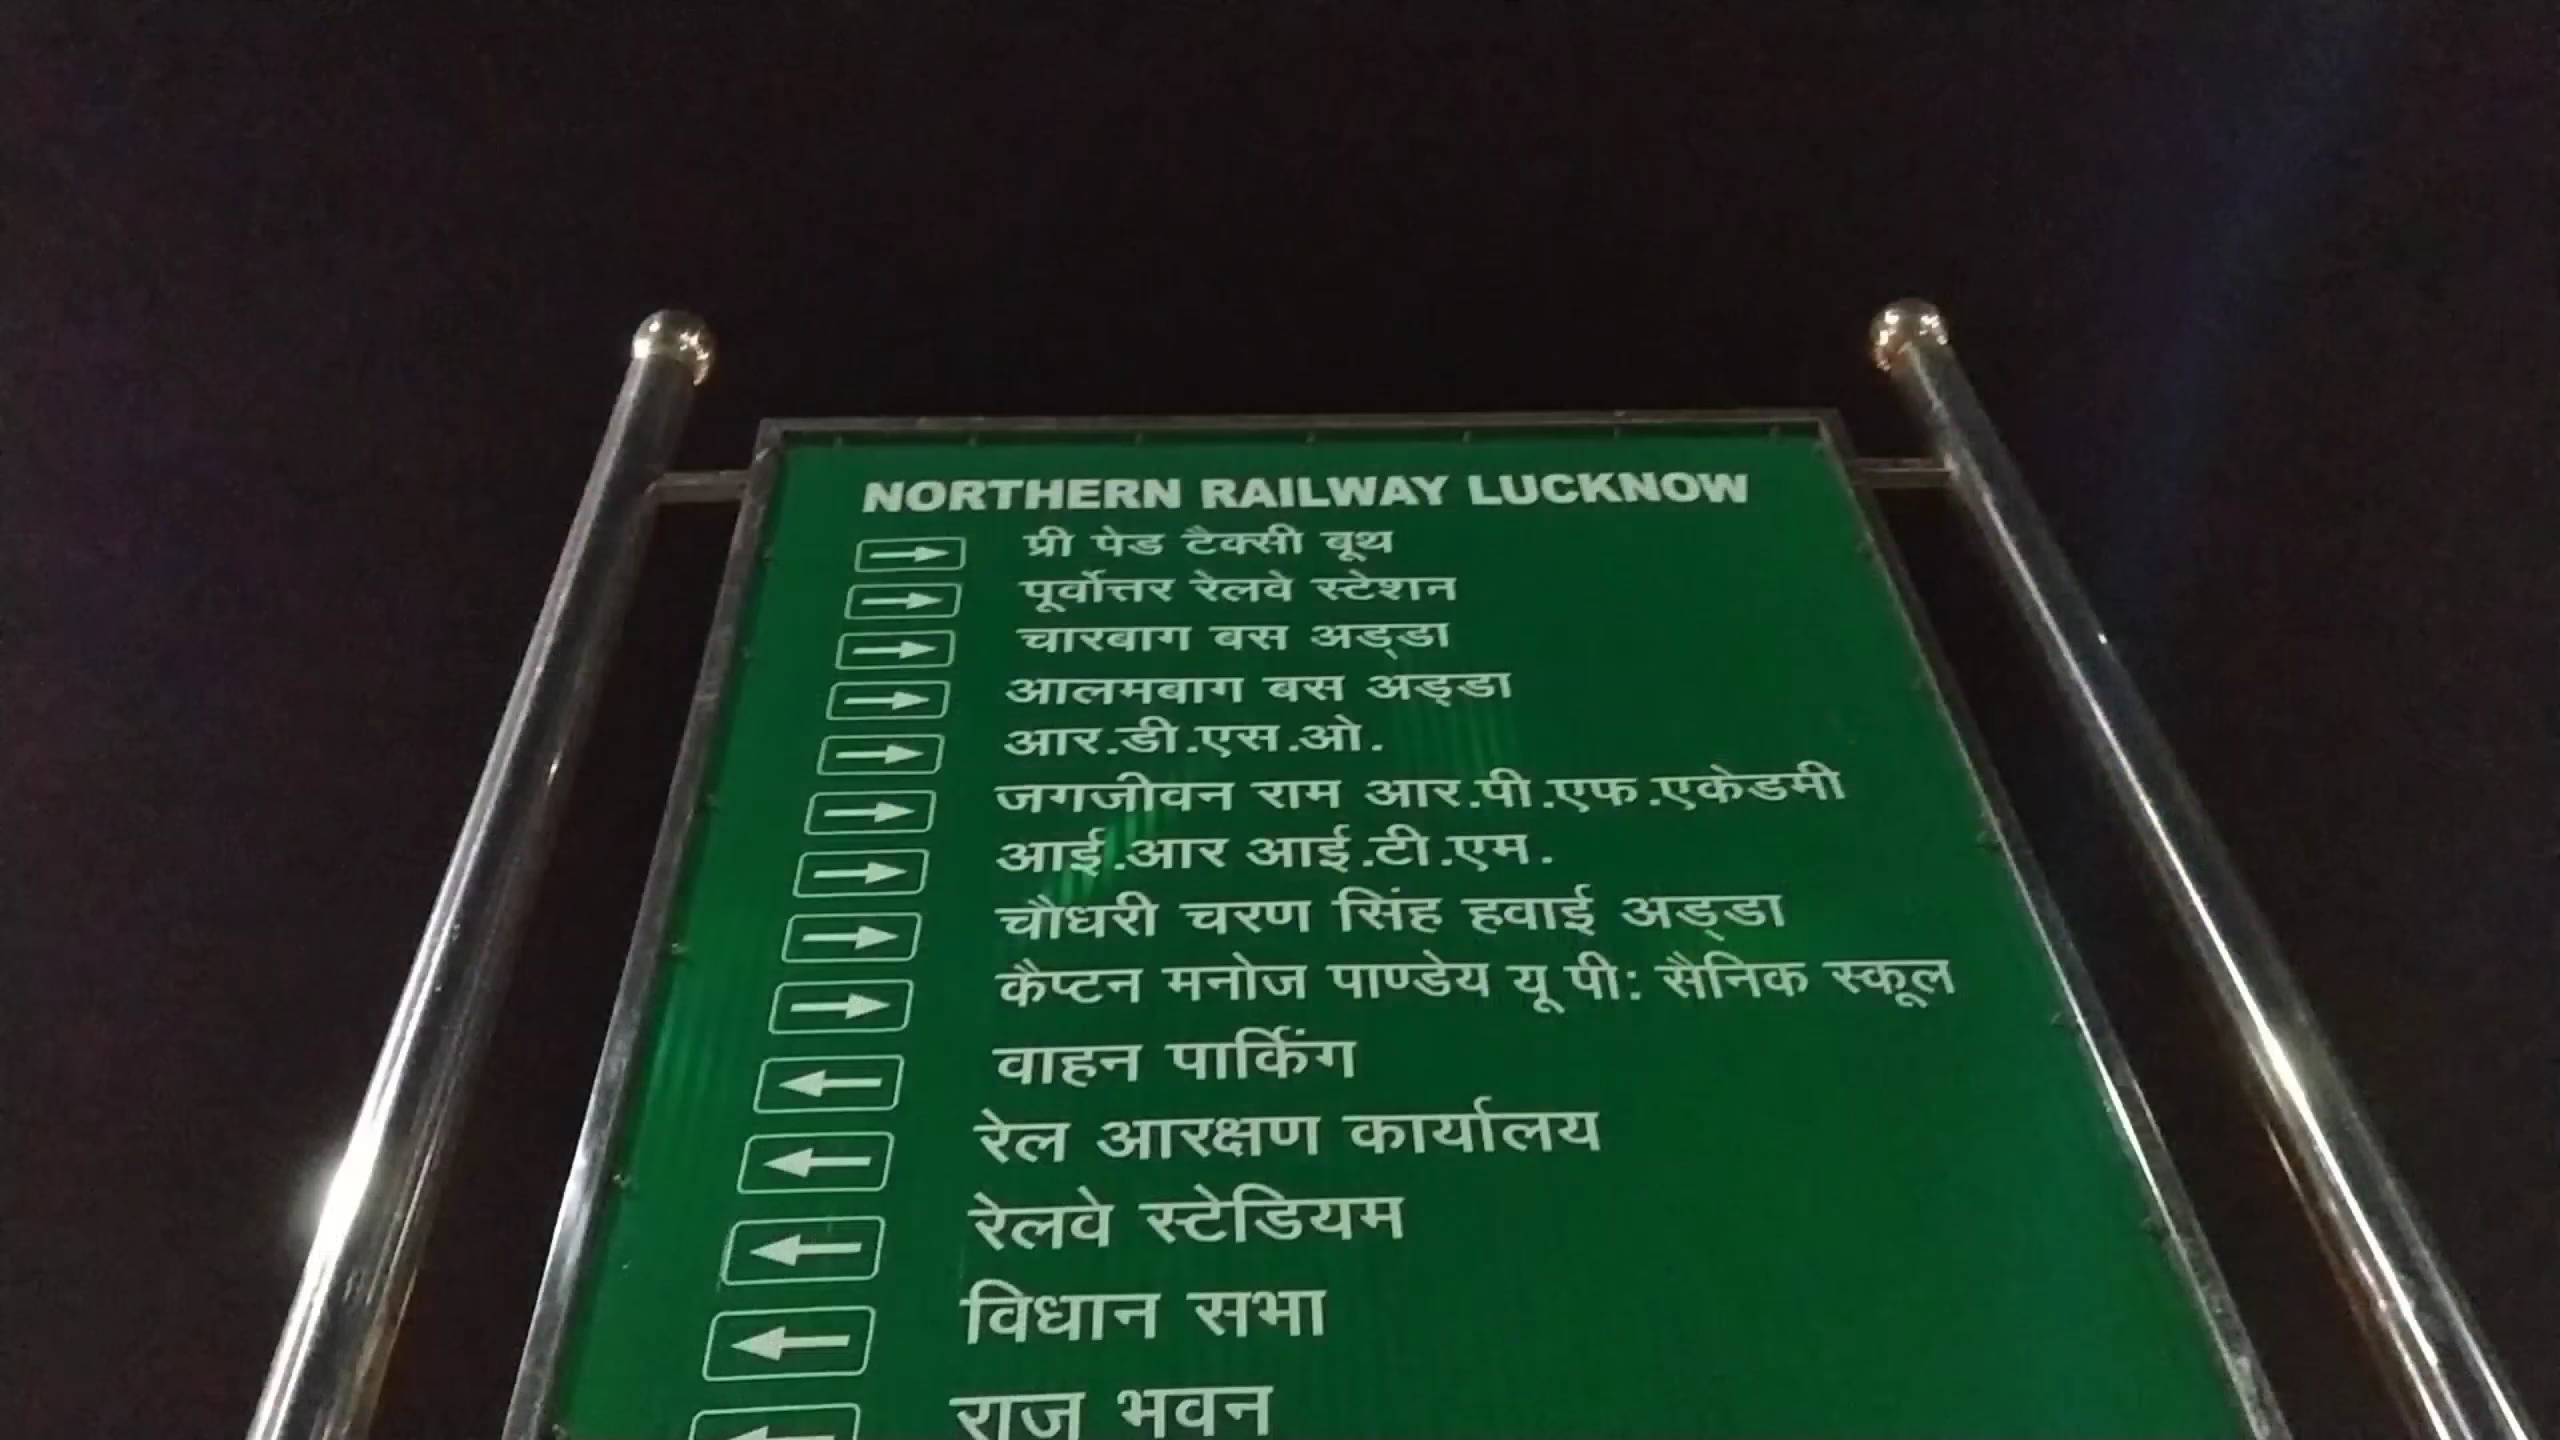 NORTHERN RAILWAY LUCKNOW
प्री पेड टैक्सी बूथ
पूर्वोत्तर रेलवे स्टेशन
चारबाग बस अड्डा
आलमबाग बस अड्डा
आर.डी.एस.ओ.
जगजीवन राम आर.पी.एफ.एकेडमी
आई.आर आई.टी.एम.
चौधरी चरण सिंह हवाई अड्डा
कैप्टन मनोज पाण्डेय यू पी: सैनिक स्कूल
वाहन पार्किंग
रेल आरक्षण कार्यालय
रेलवे स्टेडियम
विधान सभा
राज भवन